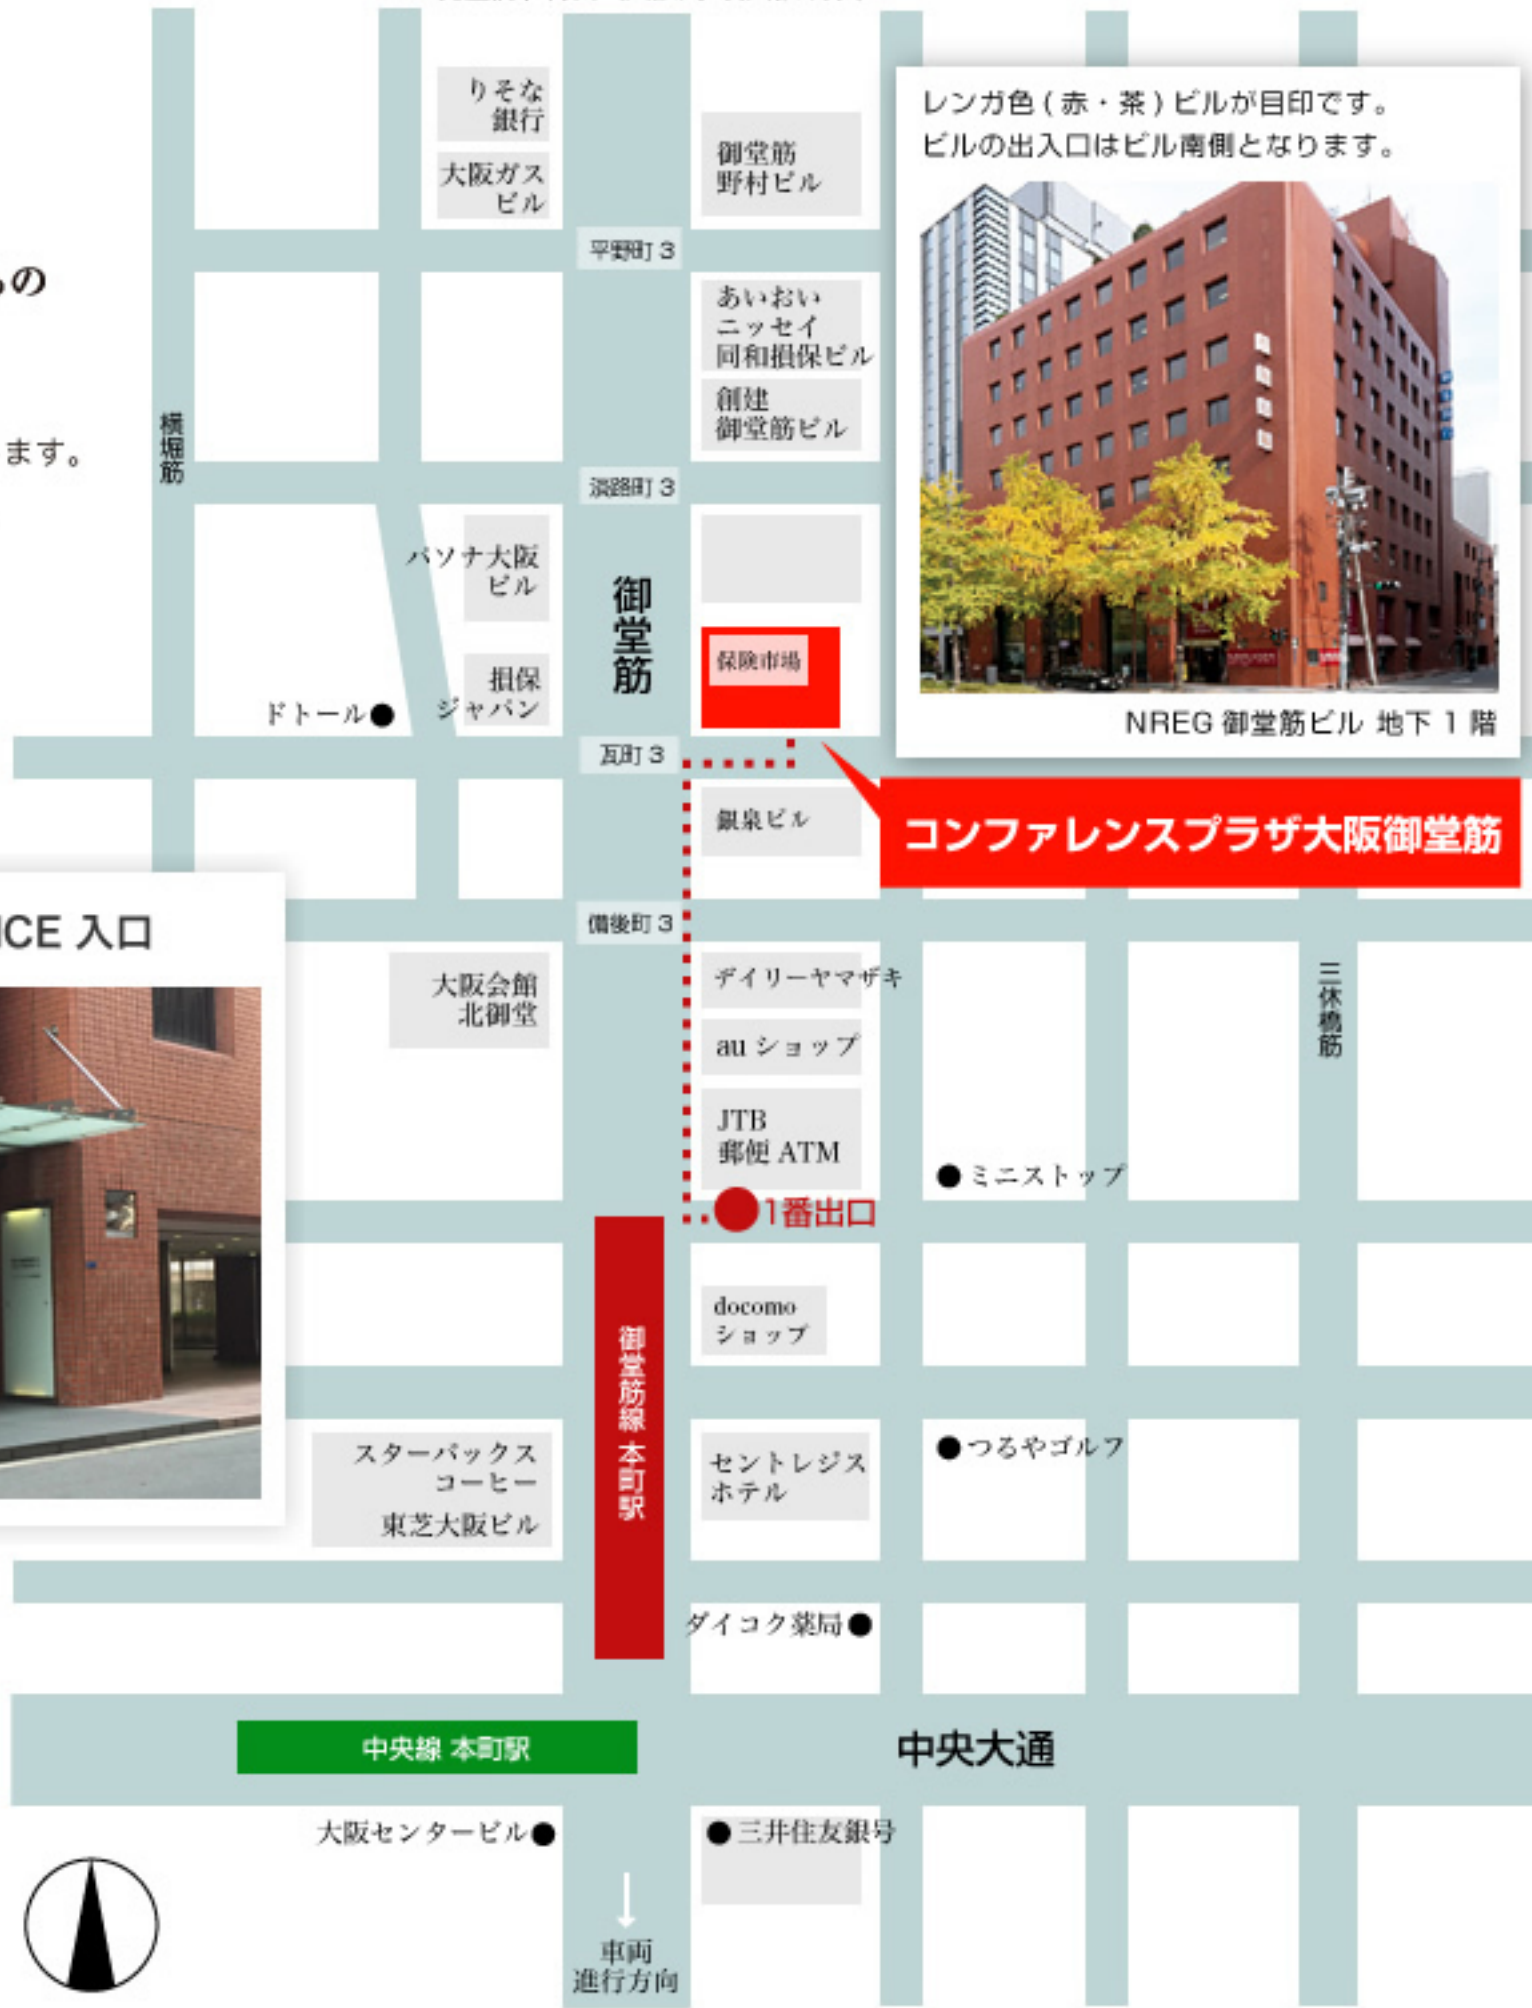 りそな
銀行
大阪ガス
ビル
御堂筋
野村ビル
レンガ色 ( 赤・茶 ) ビルが目印です。
ビルの出入口はビル南側となります。
平野町 3
の
あいおい
ニッセイ
同和損保ビル
創建
御堂筋ビル
横堀筋
ます。
淡路町 3
パソナ大阪
ビル
御堂筋
保険市場
損保
ジャパン
ドトール
NREG 御堂筋ビル 地下 1 階
瓦町 3
銀泉ビル
コンファレンスプラザ大阪御堂筋
ICE 入口
備後町 3
大阪会館
北御堂
デイリーヤマザキ
三休橋筋
au ショップ
JTB
郵便 ATM
ミニストップ
1番出口
docomo
ショップ
御堂筋線 本町駅
スターバックス
コーヒー
東芝大阪ビル
セントレジス
ホテル
つるやゴルフ
ダイコク薬局
中央線 本町駅
中央大通
大阪センタービル
三井住友銀号
車両
進行方向